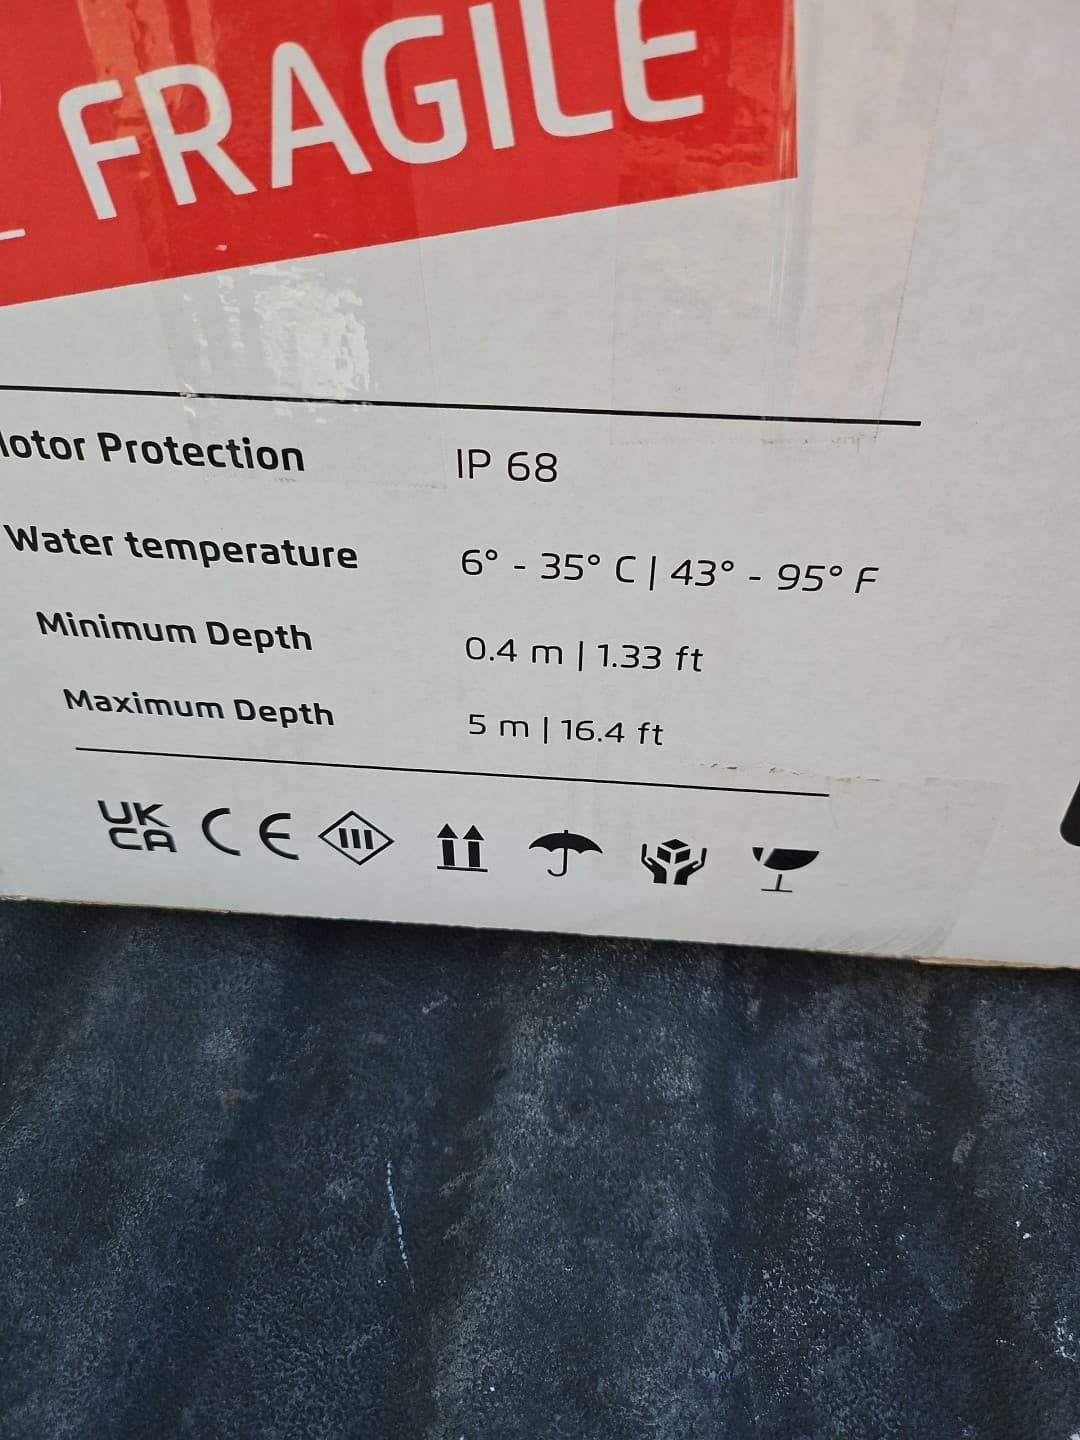 FRAGILE
otor Protection IP 68
Water temperature 6° - 35° C | 43° - 95° F
Minimum Depth 0.4 m | 1.33 ft
Maximum Depth 5 m | 16.4 ft
UK
CA CE III